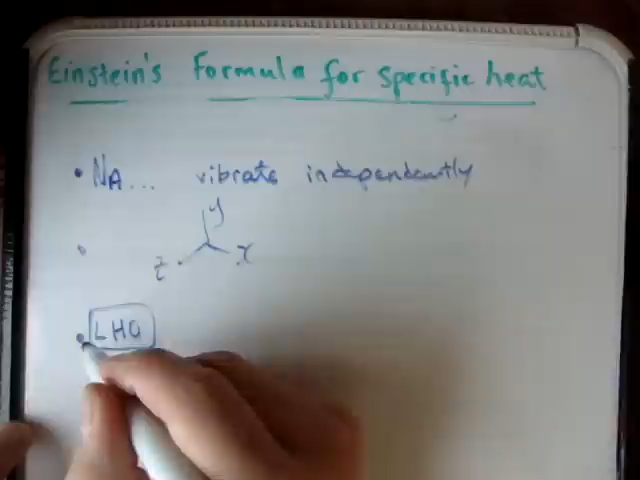 Einstein's Formula for specific heat
• NA... vibrate independently
y
z x
LHO